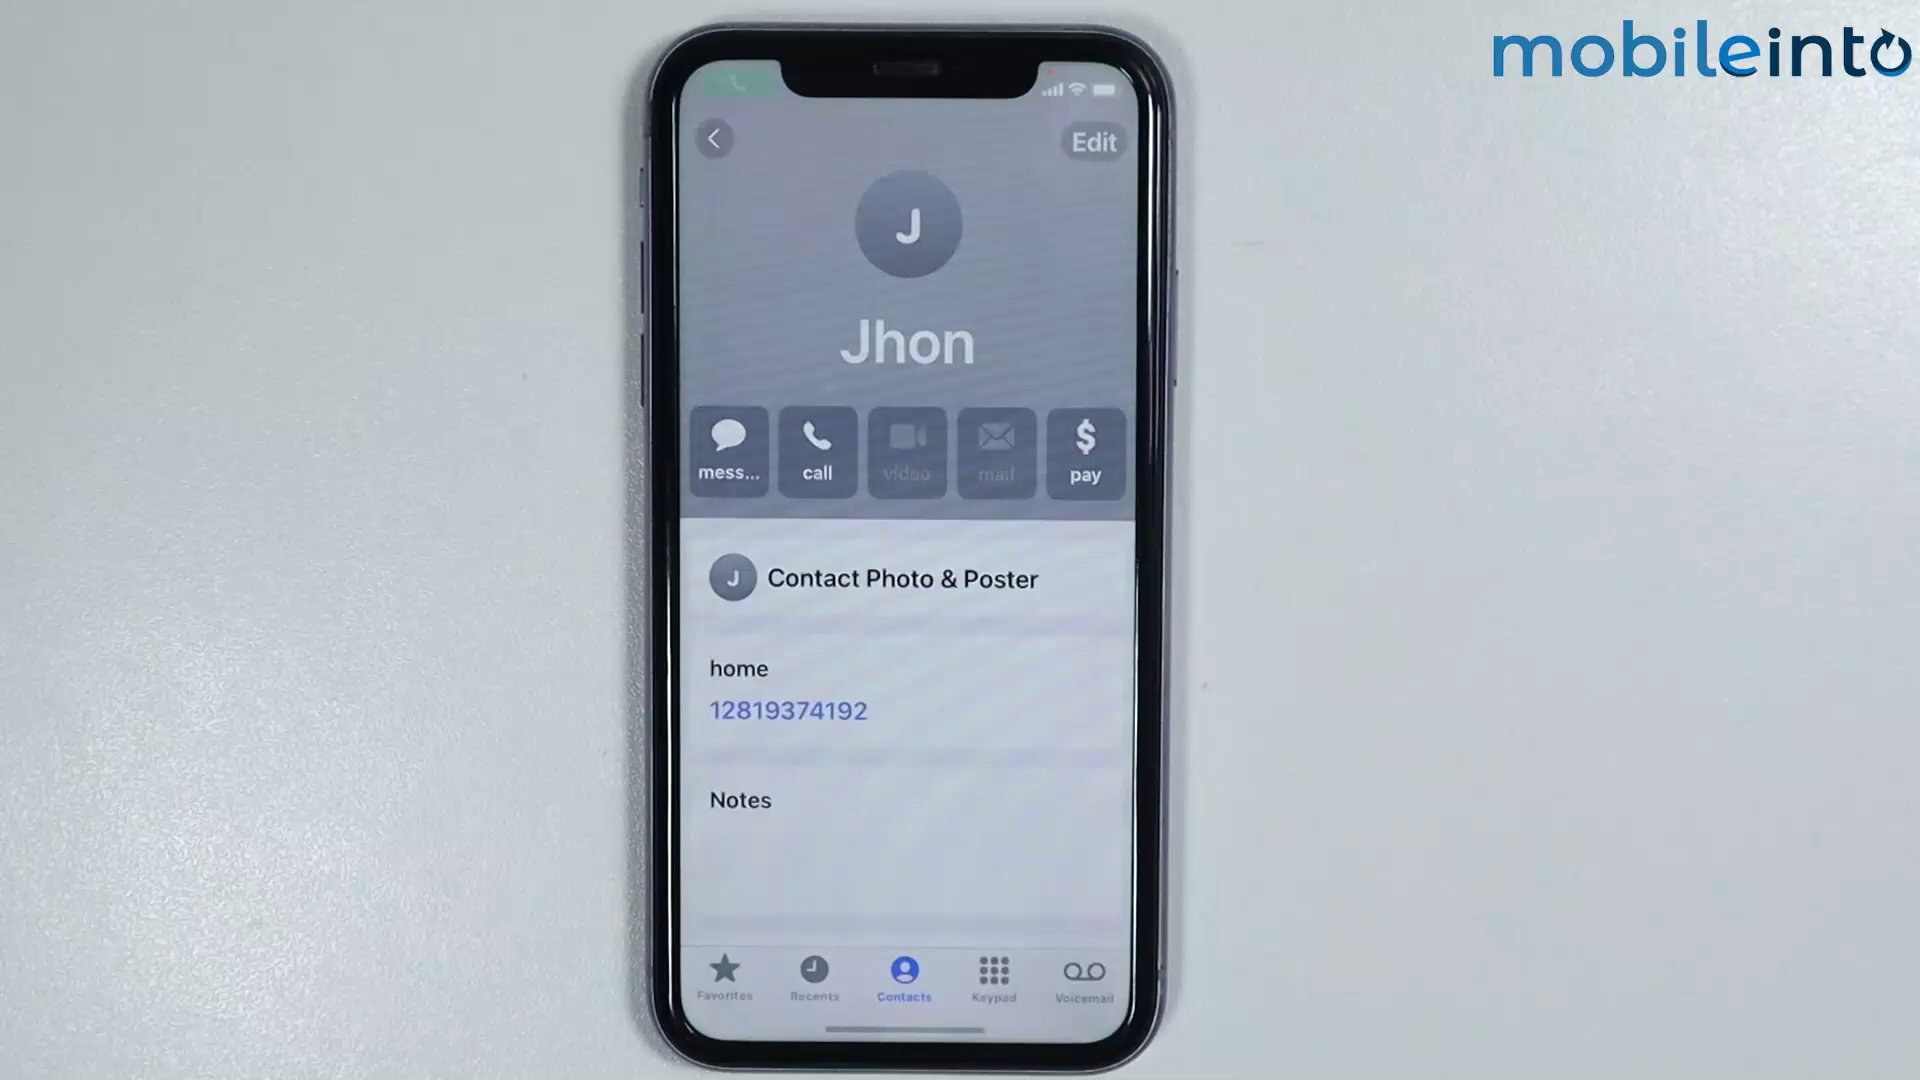 mobileinto
Edit
J
Jhon
mess...
call
video
mail
$
pay
J
Contact Photo & Poster
home
12819374192
Notes
Favorites
Recents
Contacts
Keypad
Voicemail